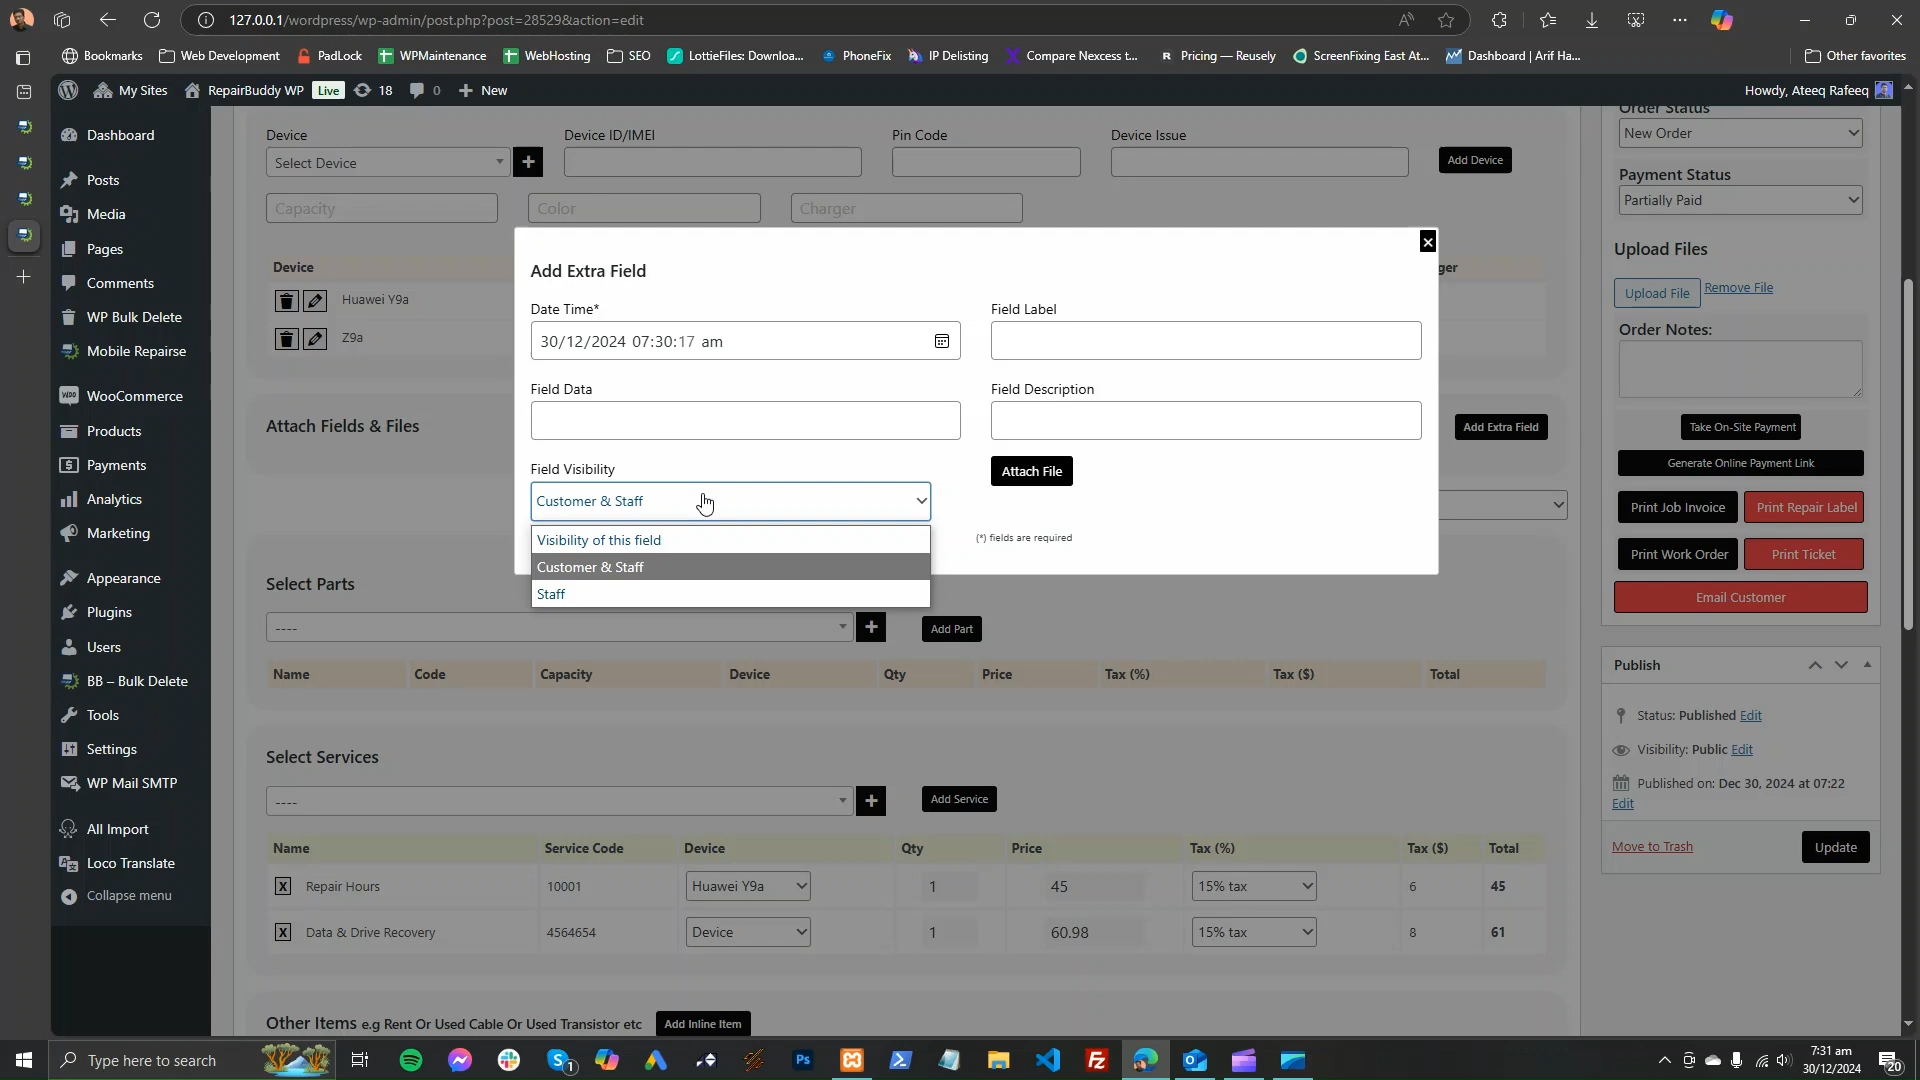 127.0.0.1/wordpress/wp-admin/post.php?post=28529&action=edit
Bookmarks Web Development PadLock WPMaintenance WebHosting SEO LottieFiles: Downloa... PhoneFix IP Delisting Compare Nexcess t... Pricing — Reusely ScreenFixing East At... Dashboard | Arif Ha... Other favorites
My Sites RepairBuddy WP Live 18 0 New Howdy, Ateeq Rafeeq
Dashboard
Posts
Media
Pages
Comments
WP Bulk Delete
Mobile Repairse
WooCommerce
Products
Payments
Analytics
Marketing
Appearance
Plugins
Users
BB – Bulk Delete
Tools
Settings
WP Mail SMTP
All Import
Loco Translate
Collapse menu
Device Device ID/IMEI Pin Code Device Issue
Select Device Add Device
Capacity Color Charger
Device
Huawei Y9a
Z9a
Attach Fields & Files Add Extra Field
Add Extra Field
Date Time* Field Label
30/12/2024 07:30:17 am
Field Data Field Description
Field Visibility
Customer & Staff Attach File
Visibility of this field
Customer & Staff
Staff
(*) fields are required
Select Parts
---- Add Part
Name Code Capacity Device Qty Price Tax (%) Tax ($) Total
Select Services
---- Add Service
Name Service Code Device Qty Price Tax (%) Tax ($) Total
X Repair Hours 10001 Huawei Y9a 1 45 15% tax 6 45
X Data & Drive Recovery 4564654 Device 1 60.98 15% tax 8 61
Other Items e.g Rent Or Used Cable Or Used Transistor etc Add Inline Item
Order Status
New Order
Payment Status
Partially Paid
Upload Files
Upload File Remove File
Order Notes:
Take On-Site Payment
Generate Online Payment Link
Print Job Invoice Print Repair Label
Print Work Order Print Ticket
Email Customer
Publish
Status: Published Edit
Visibility: Public Edit
Published on: Dec 30, 2024 at 07:22
Edit
Move to Trash Update
Type here to search
7:31 am
30/12/2024
20